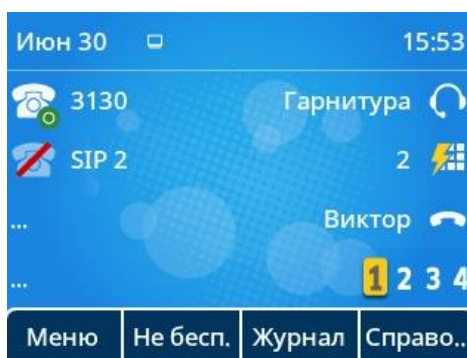 Июн 30 15:53
3130 Гарнитура
SIP 2 2
... Виктор
... 1 2 3 4
Меню Не бесп. Журнал Справо..